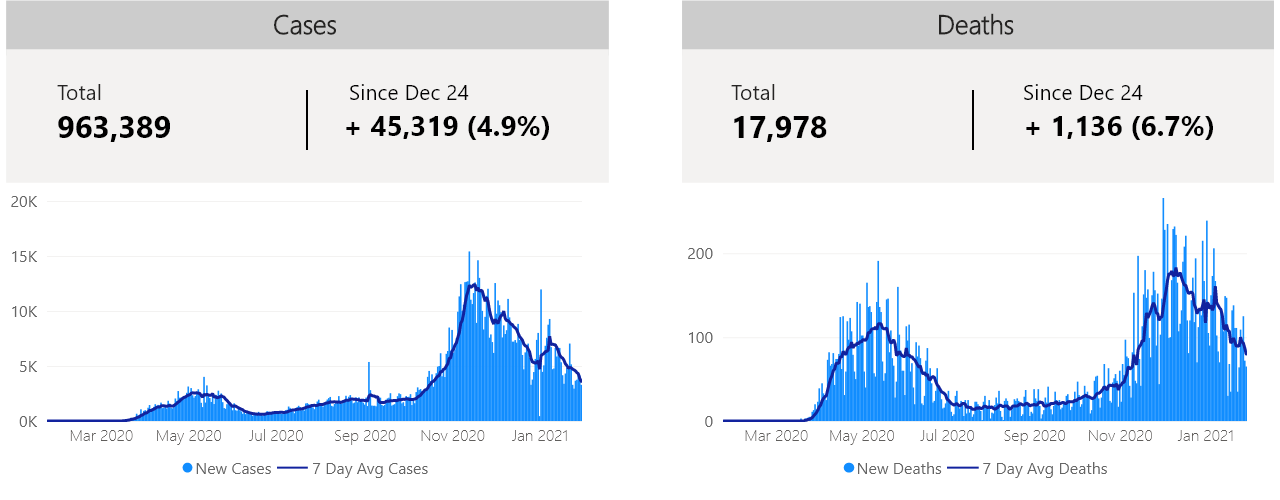 Cases
Total
963,389
Since Dec 24
+ 45,319 (4.9%)
20K
15K
10K
5K
0K
Mar 2020 May 2020 Jul 2020 Sep 2020 Nov 2020 Jan 2021
New Cases 7 Day Avg Cases
Deaths
Total
17,978
Since Dec 24
+ 1,136 (6.7%)
200
100
0
Mar 2020 May 2020 Jul 2020 Sep 2020 Nov 2020 Jan 2021
New Deaths 7 Day Avg Deaths